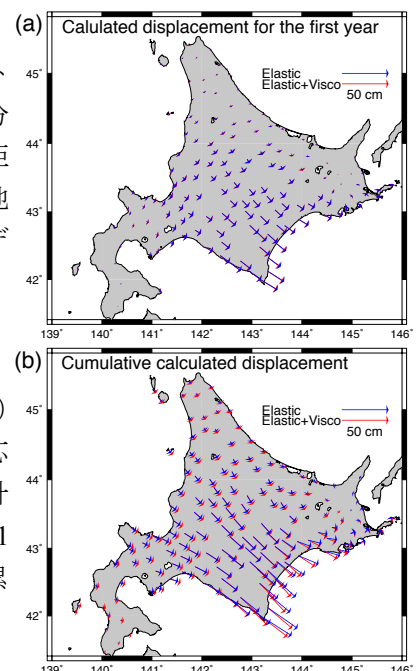 (a)
Calulated displacement for the first year
Elastic
Elastic+Visco
50 cm
45˚
44˚
43˚
42˚
139˚ 140˚ 141˚ 142˚ 143˚ 144˚ 145˚ 146˚
(b)
Cumulative calculated displacement
Elastic
Elastic+Visco
50 cm
45˚
44˚
43˚
42˚
139˚ 140˚ 141˚ 142˚ 143˚ 144˚ 145˚ 146˚